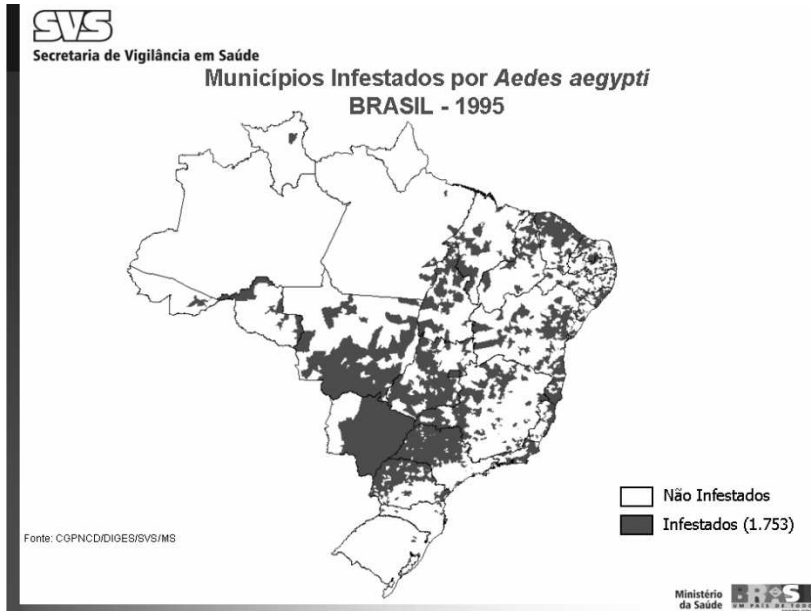 SVS
Secretaria de Vigilância em Saúde
Municípios Infestados por Aedes aegypti
BRASIL - 1995
Não Infestados
Infestados (1.753)
Fonte: CGPNCD/DIGES/SVS/MS
Ministério
da Saúde
BRASIL